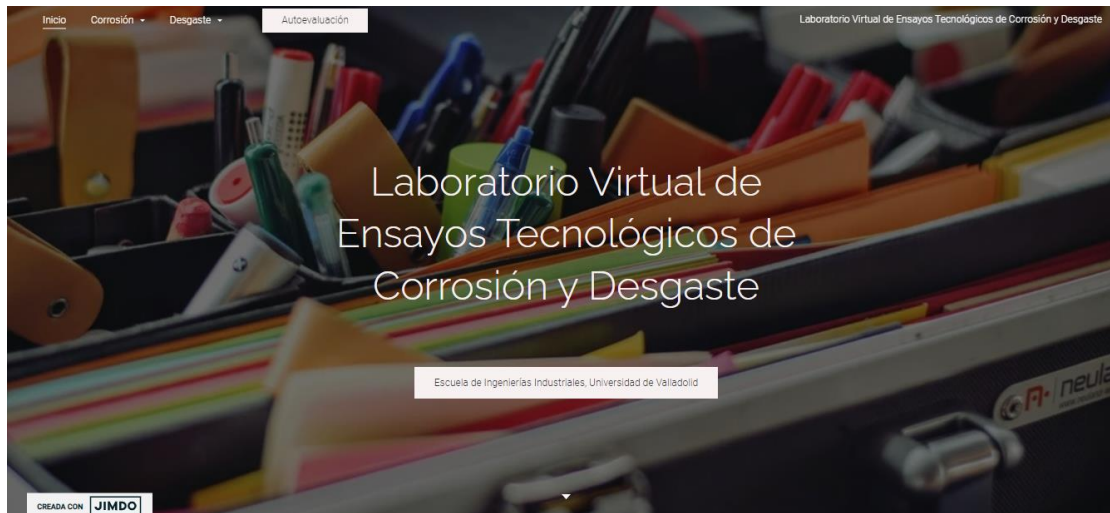 Inicio Corrosión Desgaste Autoevaluación Laboratorio Virtual de Ensayos Tecnológicos de Corrosión y Desgaste
Laboratorio Virtual de
Ensayos Tecnológicos de
Corrosión y Desgaste
Escuela de Ingenierías Industriales, Universidad de Valladolid
neula
CREADA CON JIMDO